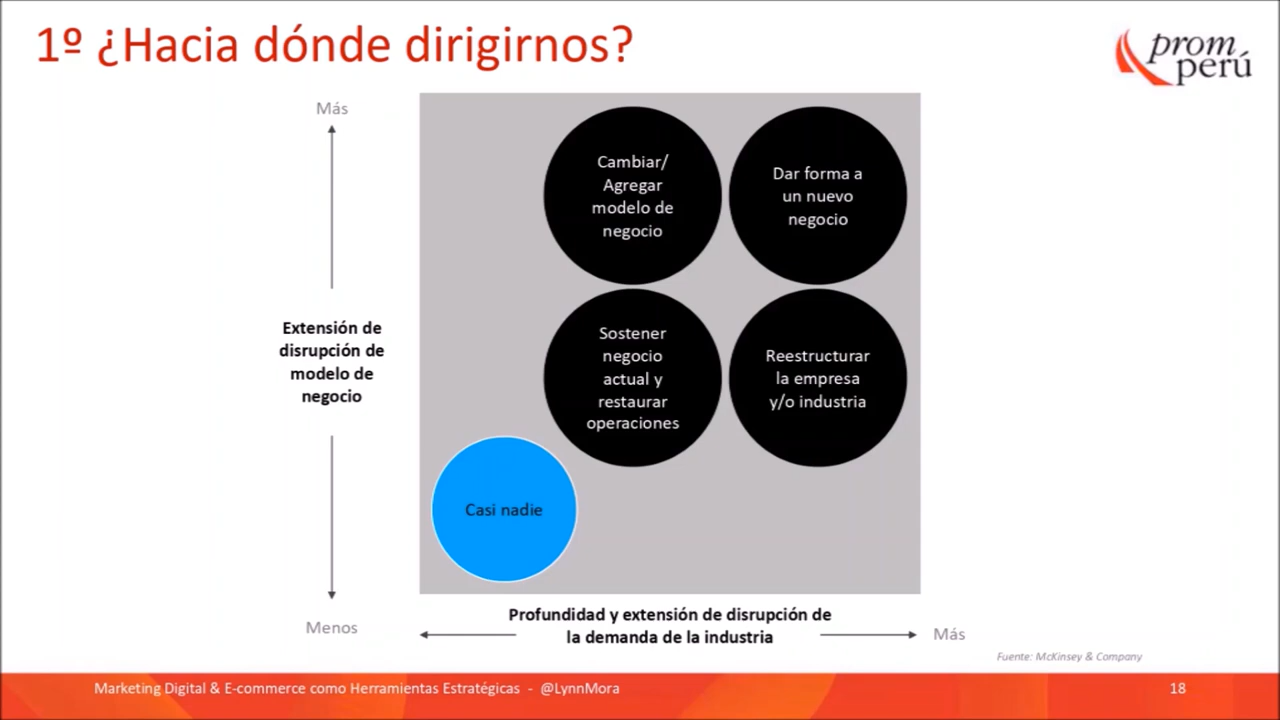 1º ¿Hacia dónde dirigirnos?
prom
perú
Más
Cambiar/
Agregar
modelo de
negocio
Dar forma a
un nuevo
negocio
Extensión de
disrupción de
modelo de
negocio
Sostener
negocio
actual y
restaurar
operaciones
Reestructurar
la empresa
y/o industria
Casi nadie
Menos
Profundidad y extensión de disrupción de
la demanda de la industria
Más
Fuente: McKinsey & Company
Marketing Digital & E-commerce como Herramientas Estratégicas - @LynnMora
18